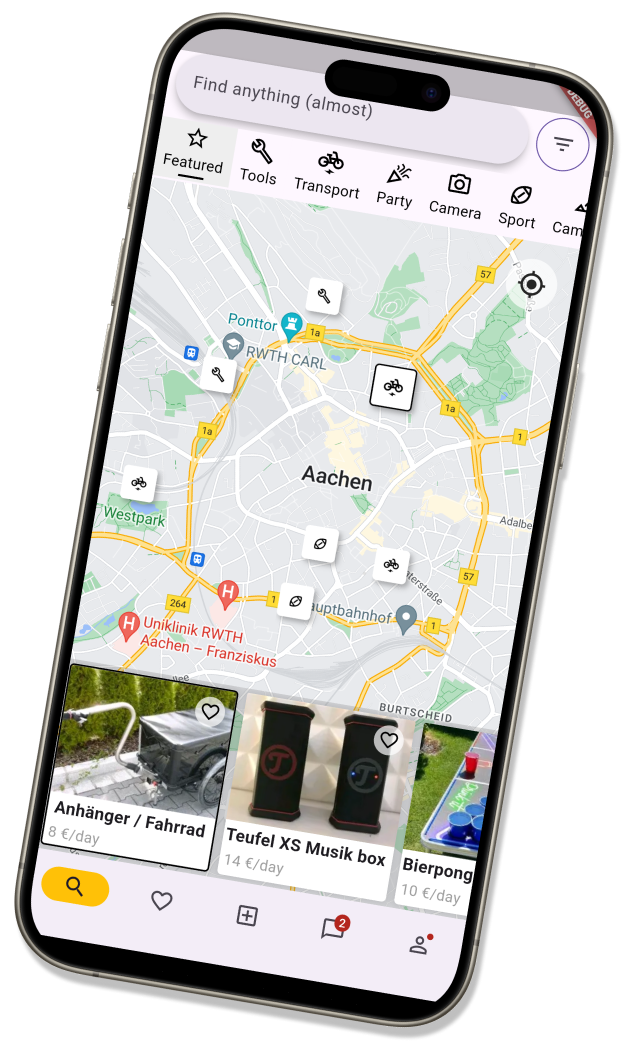 Find anything (almost)
DEBUG
Featured
Tools
Transport
Party
Camera
Sport
Cam
57
Ponttor
1a
RWTH CARL
1a
1a
1
Aachen
Westpark
Adalbe
57
nterstraße
264
1
auptbahnhof
1
H
H
Uniklinik RWTH
Aachen – Franziskus
llee
BURTSCHEID
Anhänger / Fahrrad
8 €/day
Teufel XS Musik box
14 €/day
Bierpong
10 €/day
2